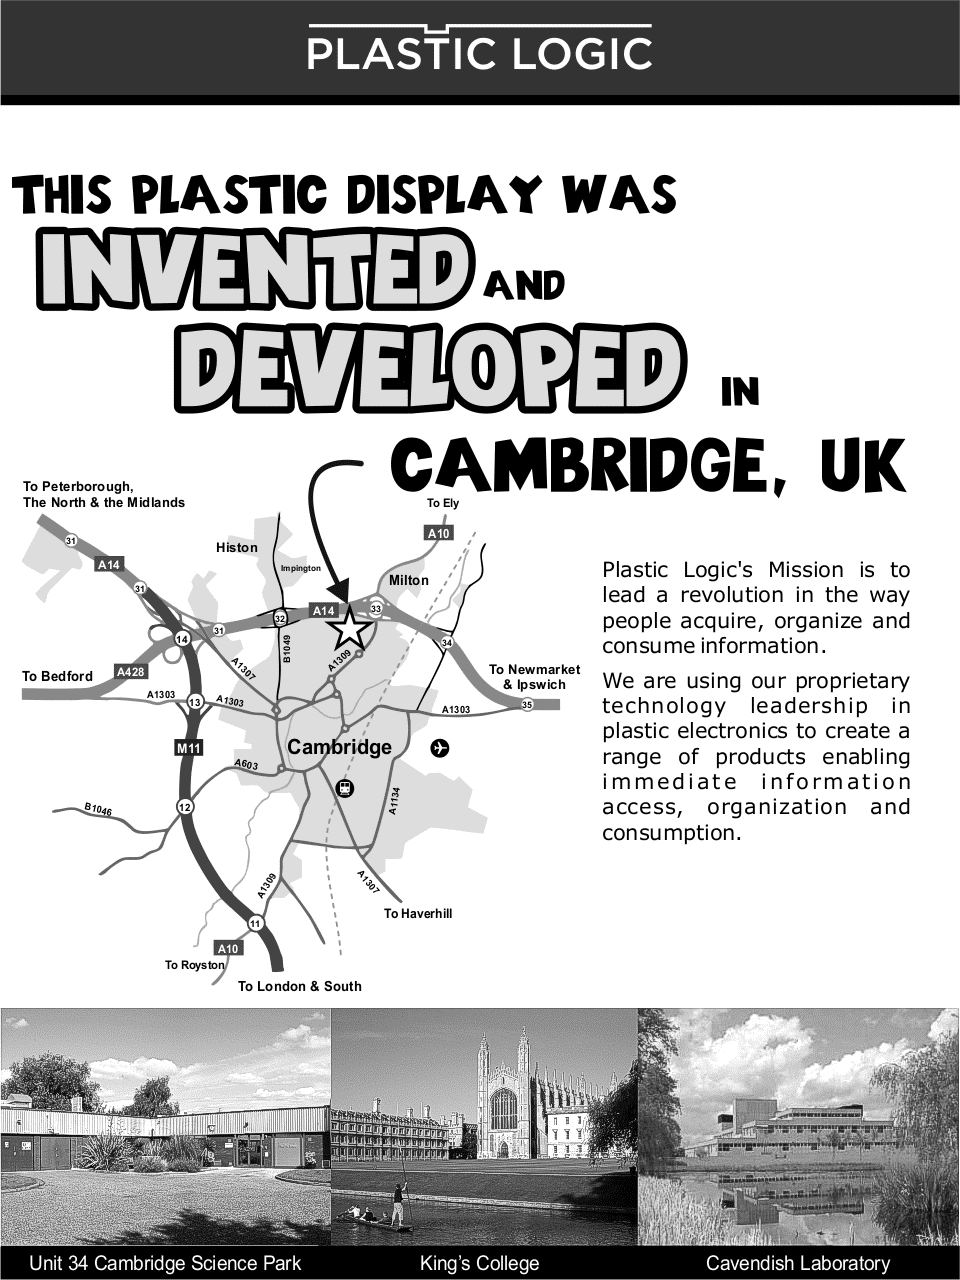 PLASTIC LOGIC
THIS PLASTIC DISPLAY WAS
INVENTED AND
DEVELOPED IN
CAMBRIDGE, UK
To Peterborough,
The North & the Midlands
To Ely
A10
31
A14
Histon
Impington
Milton
31
A14
33
32
31
14
34
B1049
A1309
A1307
To Bedford
A428
To Newmarket
& Ipswich
A1303
13
A1303
A1303
35
M11
Cambridge
A603
12
B1046
A1134
A1309
A1307
To Haverhill
11
A10
To Royston
To London & South
Plastic Logic's Mission is to
lead a revolution in the way
people acquire, organize and
consume information.
We are using our proprietary
technology leadership in
plastic electronics to create a
range of products enabling
immediate information
access, organization and
consumption.
Unit 34 Cambridge Science Park
King's College
Cavendish Laboratory